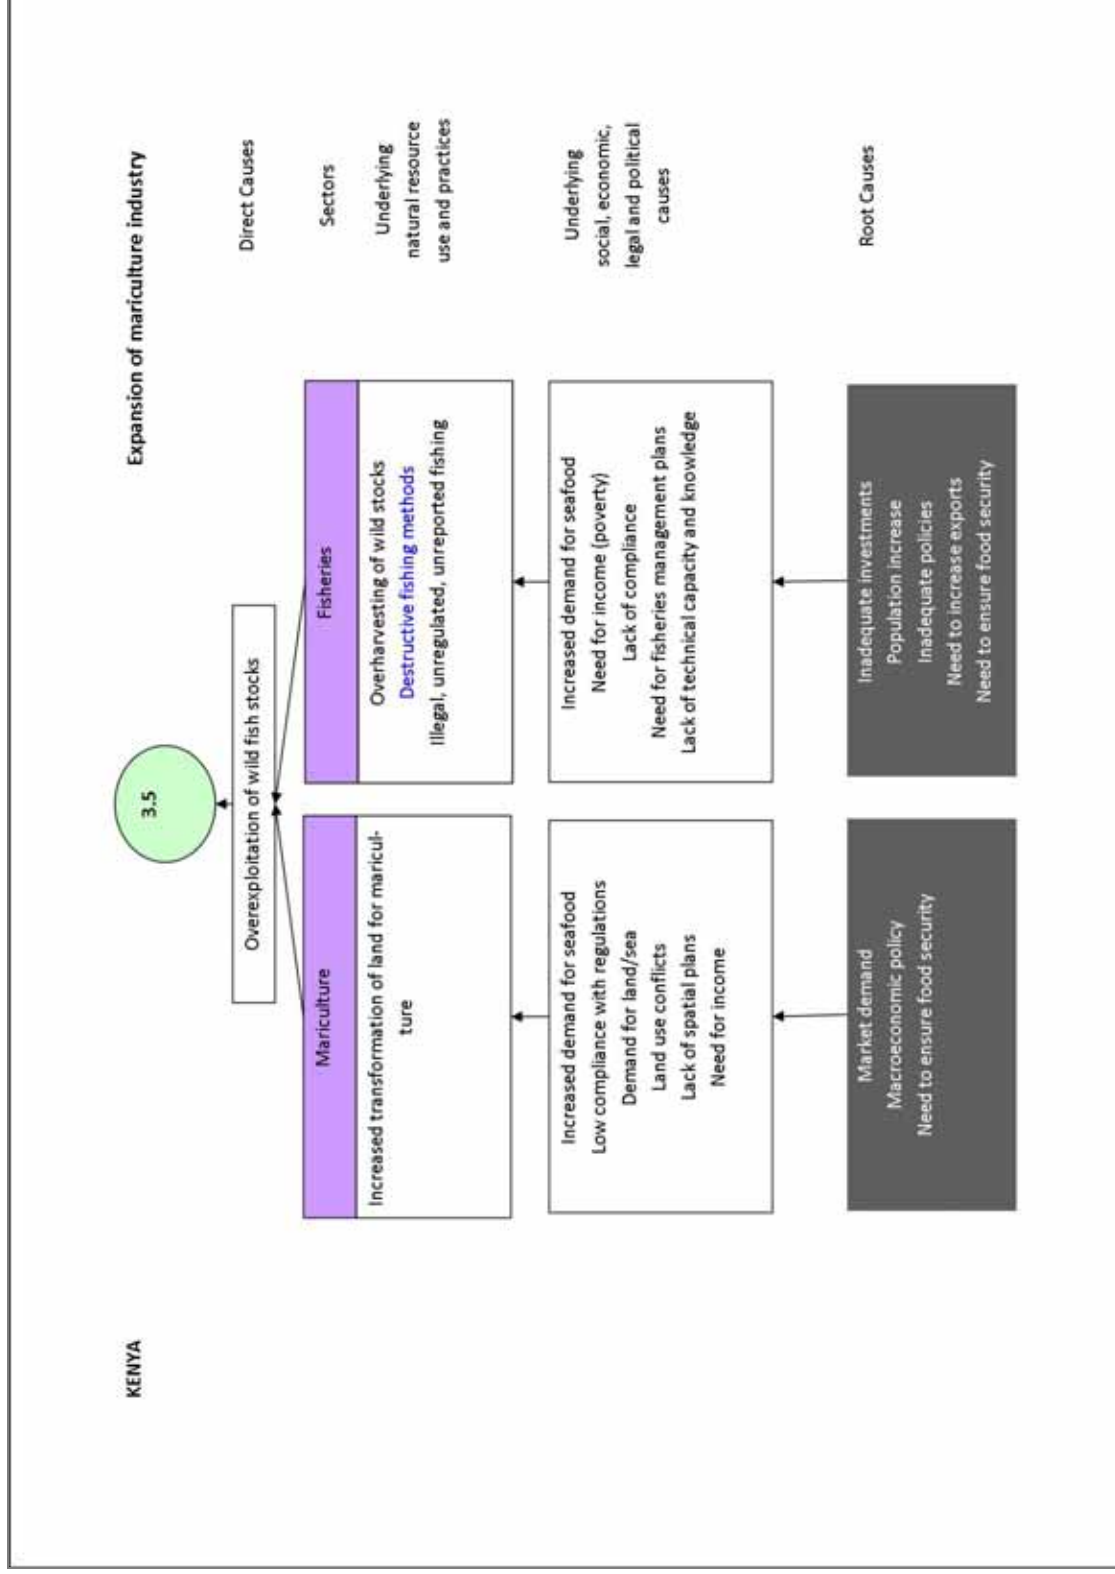 KENYA
Expansion of mariculture industry
3.5
Direct Causes
Overexploitation of wild fish stocks
Sectors
Mariculture
Fisheries
Underlying
natural resource
use and practices
Increased transformation of land for maricul-
ture
Overharvesting of wild stocks
Destructive fishing methods
Illegal, unregulated, unreported fishing
Underlying
social, economic,
legal and political
causes
Increased demand for seafood
Low compliance with regulations
Demand for land/sea
Land use conflicts
Lack of spatial plans
Need for income
Increased demand for seafood
Need for income (poverty)
Lack of compliance
Need for fisheries management plans
Lack of technical capacity and knowledge
Root Causes
Market demand
Macroeconomic policy
Need to ensure food security
Inadequate investments
Population increase
Inadequate policies
Need to increase exports
Need to ensure food security